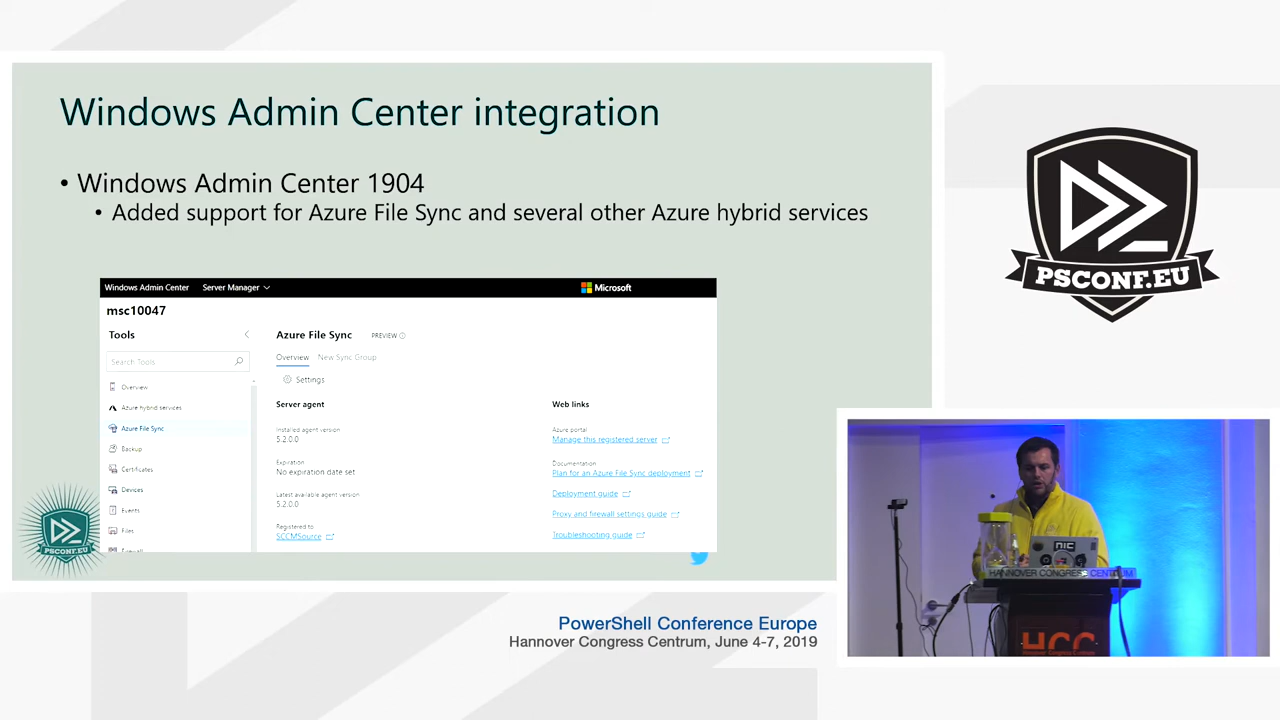 Windows Admin Center integration
• Windows Admin Center 1904
• Added support for Azure File Sync and several other Azure hybrid services
Windows Admin Center Server Manager
Microsoft
msc10047
Tools
Search Tools
Overview
Azure hybrid services
Azure File Sync
Backup
Certificates
Devices
Events
Files
Azure File Sync PREVIEW
Overview New Sync Group
Settings
Server agent
Installed agent version
5.2.0.0
Expiration
No expiration date set
Latest available agent version
5.2.0.0
Registered to
SCCMSource
Web links
Azure portal
Manage this registered server
Documentation
Plan for an Azure File Sync deployment
Deployment guide
Proxy and firewall settings guide
Troubleshooting guide
PSCONF.EU
PSCONF.EU
NIC
HANNOVER CONGRESS CENTRUM
HCC
PowerShell Conference Europe
Hannover Congress Centrum, June 4-7, 2019